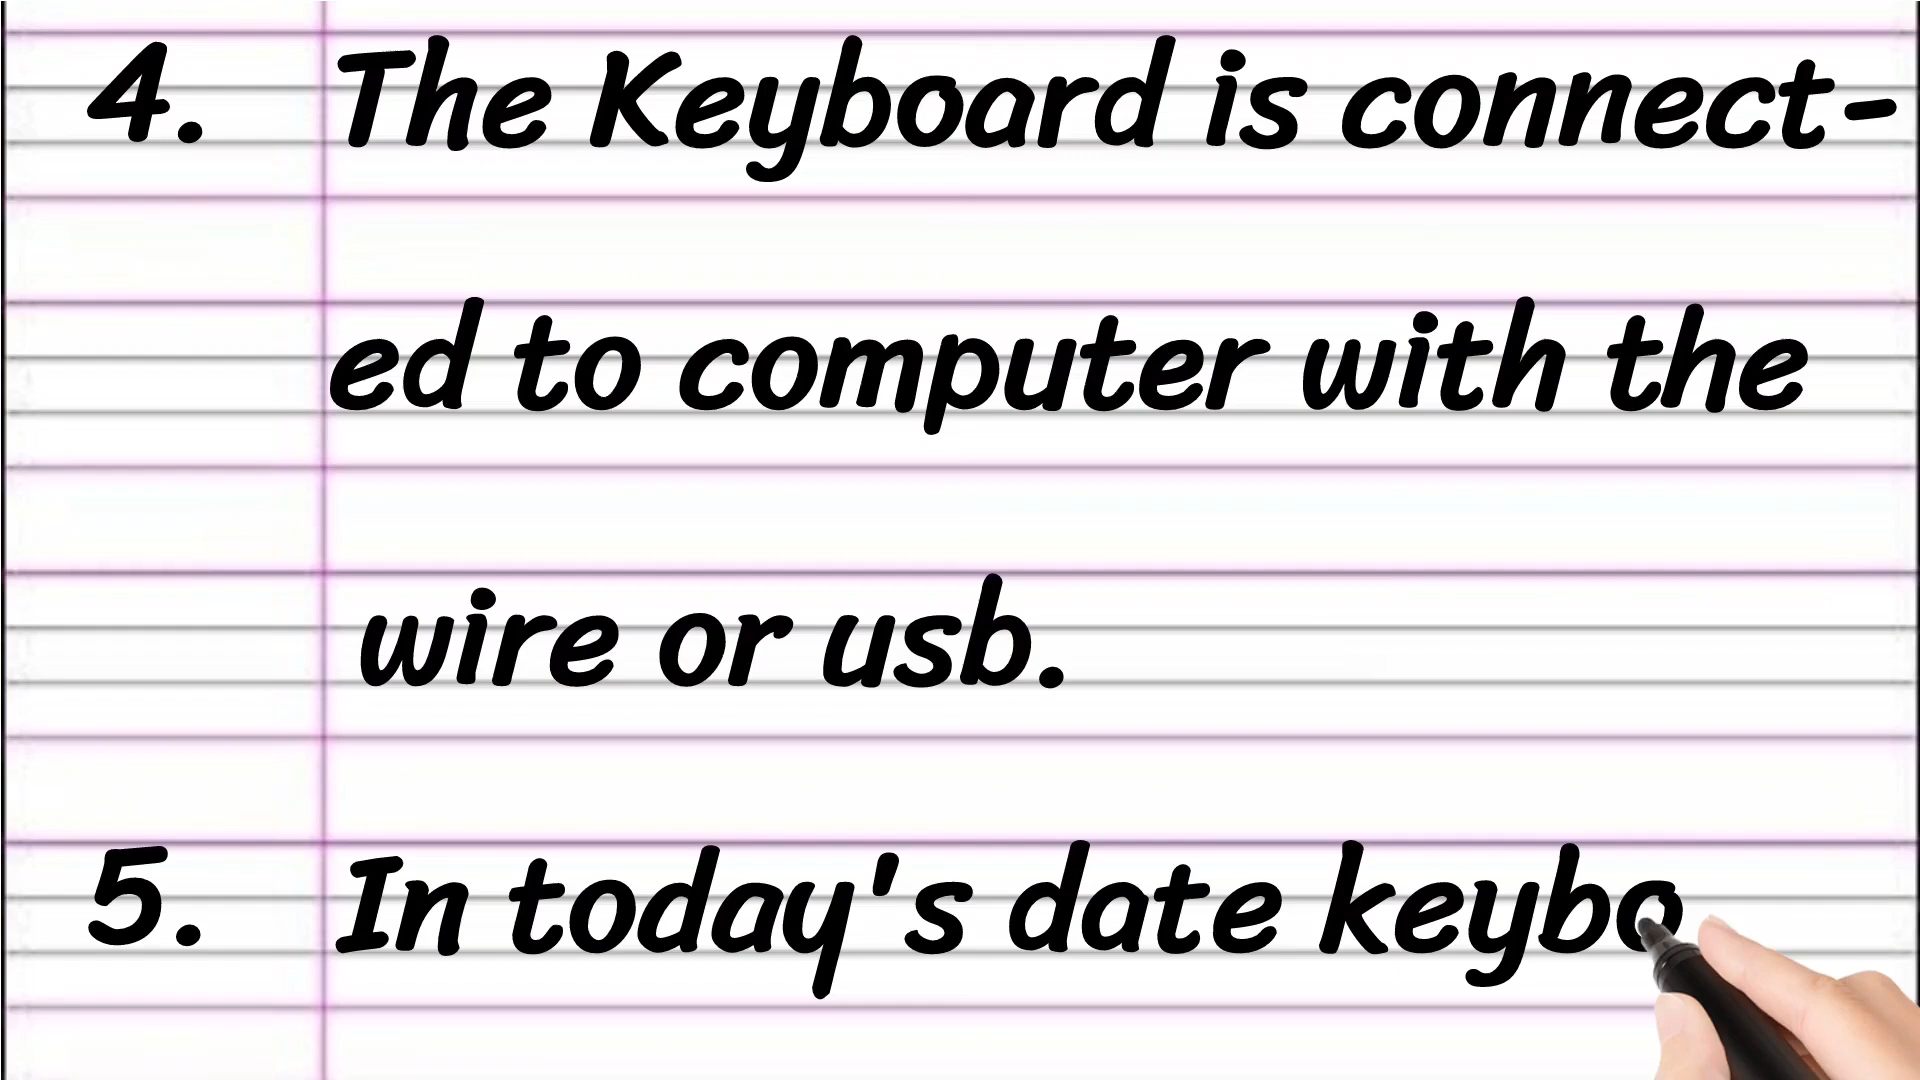 4. The Keyboard is connect-
ed to computer with the
wire or usb.
5. In today's date keybo